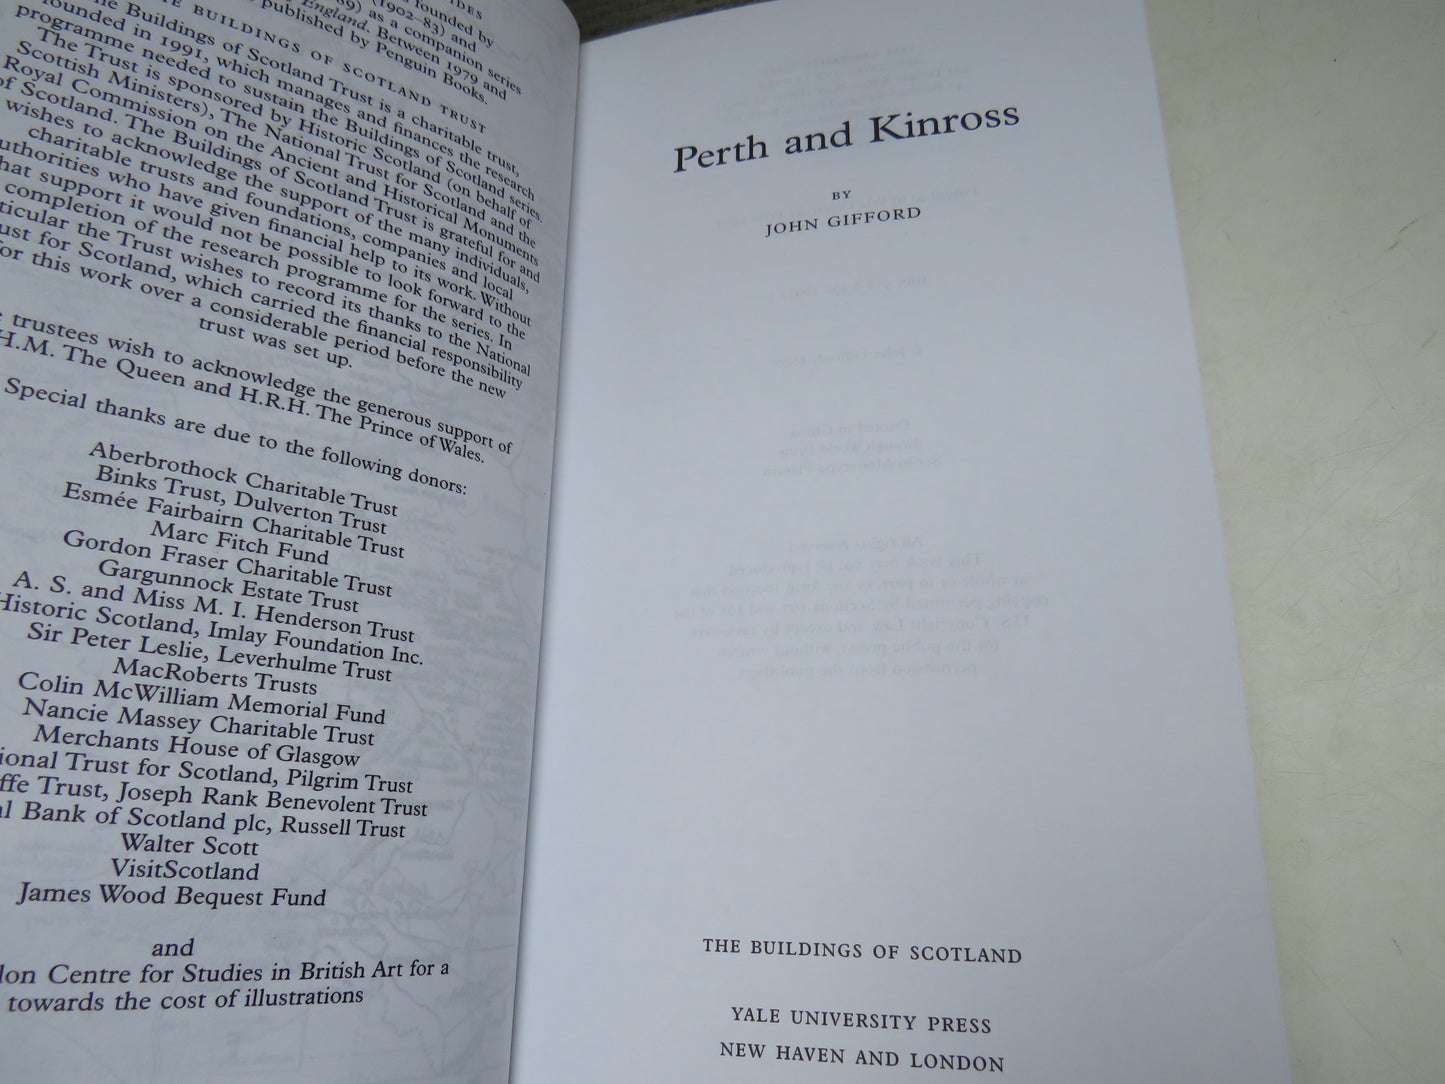 IDES
founded by
(1902–83) and
England. Between 1979 and
89) as a companion series
published by Penguin Books.
THE BUILDINGS OF SCOTLAND TRUST
The Buildings of Scotland Trust is a charitable trust,
founded in 1991, which manages and finances the research
programme needed to sustain the Buildings of Scotland series.
The Trust is sponsored by Historic Scotland (on behalf of
Scottish Ministers), The National Trust for Scotland and the
Royal Commission on the Ancient and Historical Monuments
of Scotland. The Buildings of Scotland Trust is grateful for and
wishes to acknowledge the support of the many individuals,
charitable trusts and foundations, companies and local
uthorities who have given financial help to its work. Without
hat support it would not be possible to look forward to the
completion of the research programme for the series. In
ticular the Trust wishes to record its thanks to the National
ust for Scotland, which carried the financial responsibility
for this work over a considerable period before the new
trust was set up.
e trustees wish to acknowledge the generous support of
H.M. The Queen and H.R.H. The Prince of Wales.
Special thanks are due to the following donors:
Aberbrothock Charitable Trust
Binks Trust, Dulverton Trust
Esmée Fairbairn Charitable Trust
Marc Fitch Fund
Gordon Fraser Charitable Trust
Gargunnock Estate Trust
A. S. and Miss M. I. Henderson Trust
Historic Scotland, Imlay Foundation Inc.
Sir Peter Leslie, Leverhulme Trust
MacRoberts Trusts
Colin McWilliam Memorial Fund
Nancie Massey Charitable Trust
Merchants House of Glasgow
ional Trust for Scotland, Pilgrim Trust
ffe Trust, Joseph Rank Benevolent Trust
al Bank of Scotland plc, Russell Trust
Walter Scott
VisitScotland
James Wood Bequest Fund
and
lon Centre for Studies in British Art for a
towards the cost of illustrations
Perth and Kinross
BY
JOHN GIFFORD
THE BUILDINGS OF SCOTLAND
YALE UNIVERSITY PRESS
NEW HAVEN AND LONDON